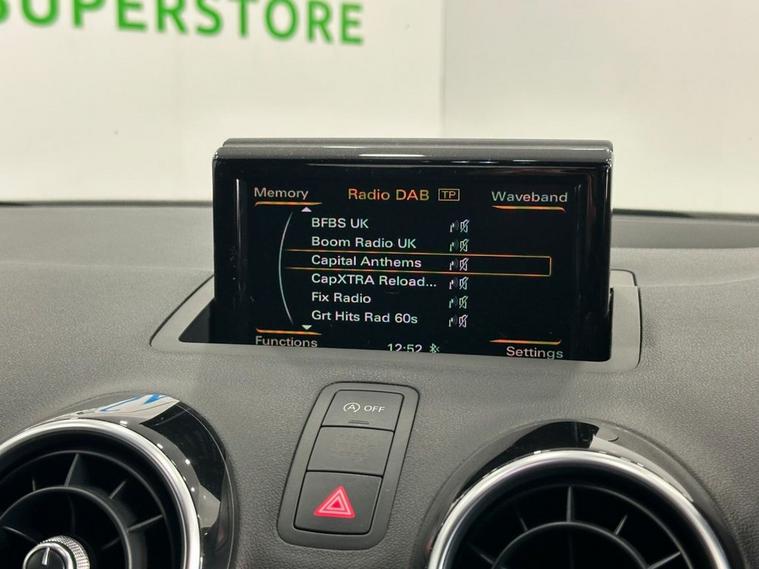 SUPERSTORE
Memory
Radio DAB TP
Waveband
BFBS UK
Boom Radio UK
Capital Anthems
CapXTRA Reload...
Fix Radio
Grt Hits Rad 60s
Functions
12:52
Settings
A OFF